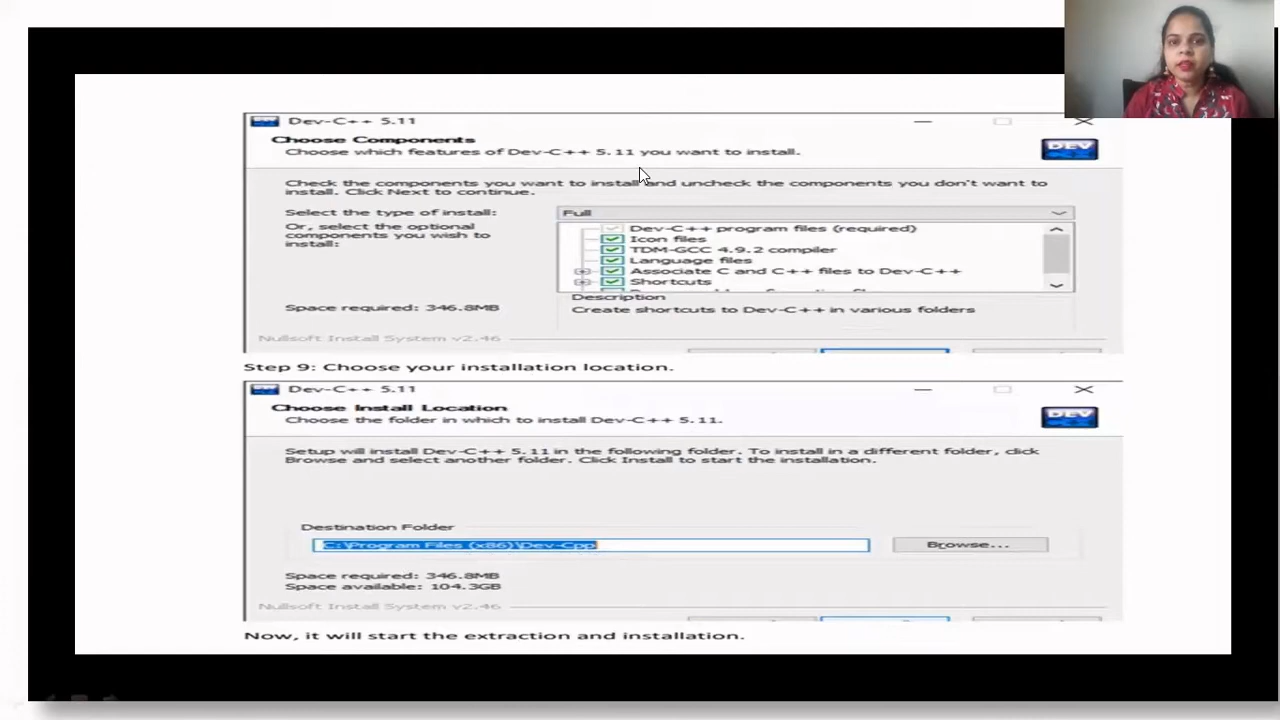 Dev-C++ 5.11
Choose Components
Choose which features of Dev-C++ 5.11 you want to install.
DEV
Check the components you want to install and uncheck the components you don't want to
install. Click Next to continue.
Select the type of install:
Full
Or, select the optional
components you wish to
install:
Dev-C++ program files (required)
Icon files
TDM-GCC 4.9.2 compiler
Language files
Associate C and C++ files to Dev-C++
Shortcuts
Space required: 346.8MB
Description
Create shortcuts to Dev-C++ in various folders
Nullsoft Install System v2.46
Step 9: Choose your installation location.
Dev-C++ 5.11
Choose Install Location
Choose the folder in which to install Dev-C++ 5.11.
DEV
Setup will install Dev-C++ 5.11 in the following folder. To install in a different folder, click
Browse and select another folder. Click Install to start the installation.
Destination Folder
C:\Program Files (x86)\Dev-Cpp
Browse...
Space required: 346.8MB
Space available: 104.3GB
Nullsoft Install System v2.46
Now, it will start the extraction and installation.